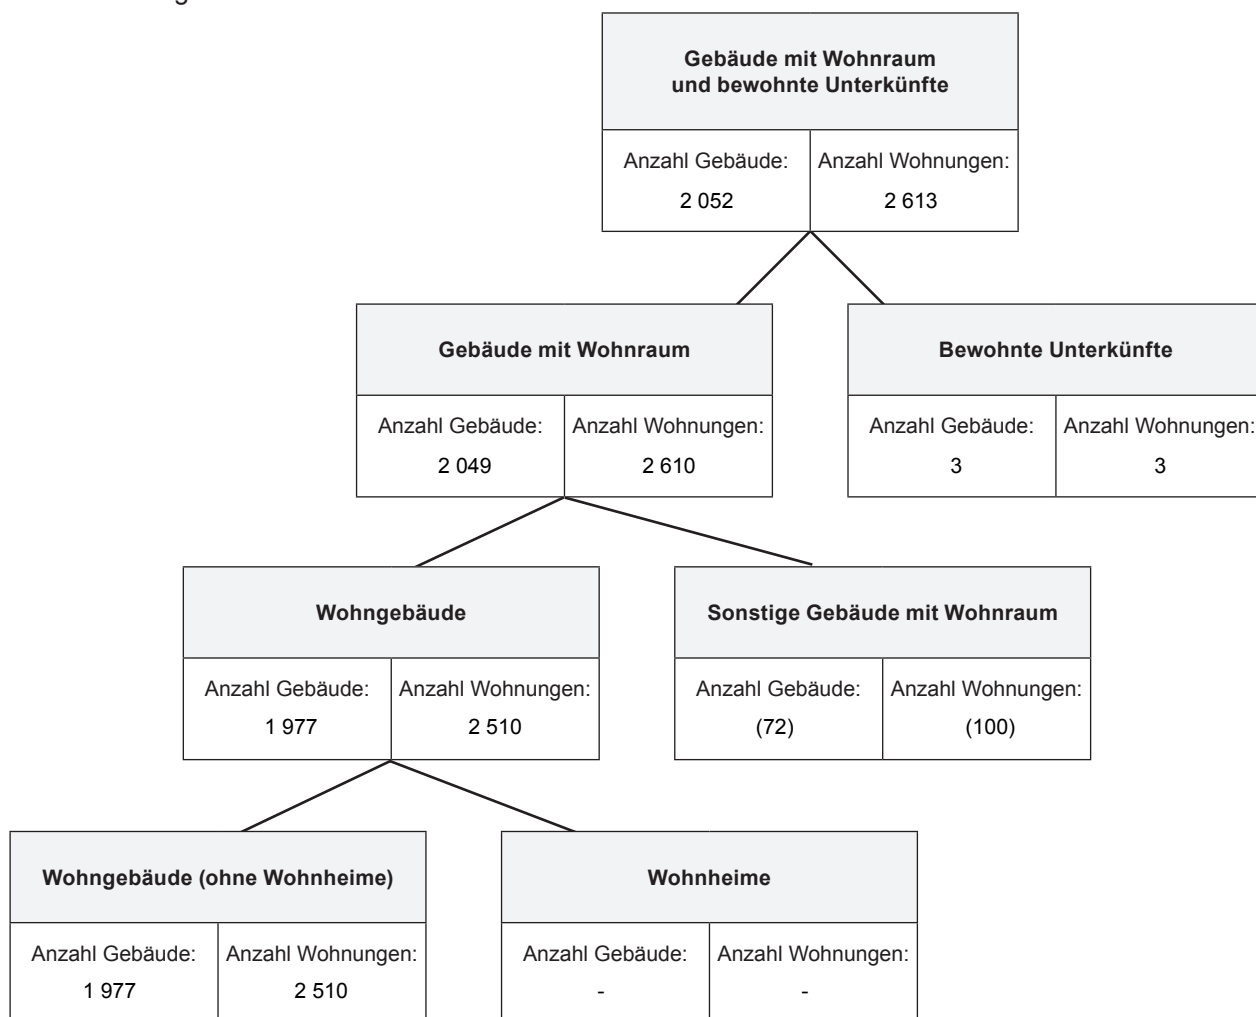 Gebäude mit Wohnraum
und bewohnte Unterkünfte
Anzahl Gebäude: Anzahl Wohnungen:
2 052 2 613
Gebäude mit Wohnraum Bewohnte Unterkünfte
Anzahl Gebäude: Anzahl Wohnungen: Anzahl Gebäude: Anzahl Wohnungen:
2 049 2 610 3 3
Wohngebäude Sonstige Gebäude mit Wohnraum
Anzahl Gebäude: Anzahl Wohnungen: Anzahl Gebäude: Anzahl Wohnungen:
1 977 2 510 (72) (100)
Wohngebäude (ohne Wohnheime) Wohnheime
Anzahl Gebäude: Anzahl Wohnungen: Anzahl Gebäude: Anzahl Wohnungen:
1 977 2 510 - -